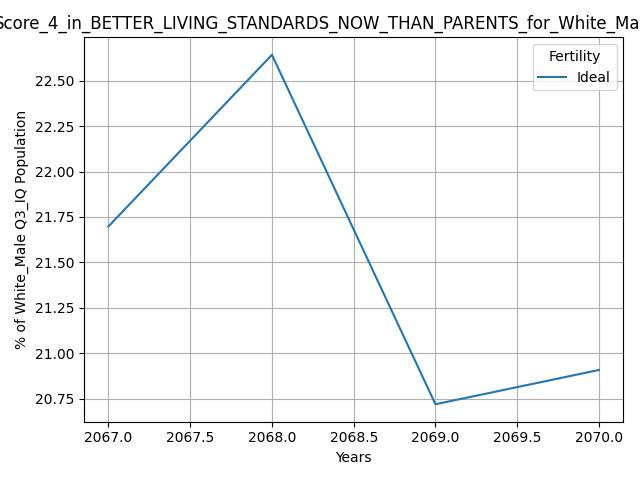 Score_4_in_BETTER_LIVING_STANDARDS_NOW_THAN_PARENTS_for_White_Ma
Fertility
Ideal
% of White_Male Q3_IQ Population
22.50
22.25
22.00
21.75
21.50
21.25
21.00
20.75
2067.0 2067.5 2068.0 2068.5 2069.0 2069.5 2070.0
Years